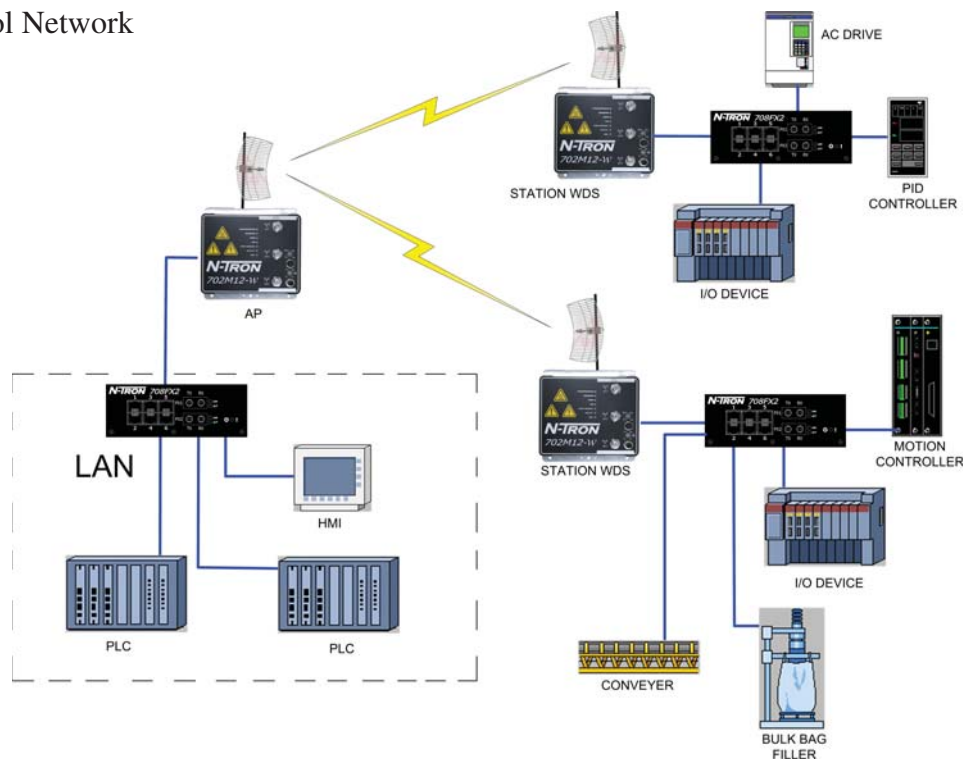 ol Network
AC DRIVE
N-TRON 708FX2
PID
CONTROLLER
STATION WDS
I/O DEVICE
N-TRON
702M12-W
AP
N-TRON 708FX2
LAN
HMI
PLC
PLC
N-TRON
702M12-W
STATION WDS
N-TRON 708FX2
MOTION
CONTROLLER
I/O DEVICE
CONVEYER
BULK BAG
FILLER
N-TRON
702M12-W